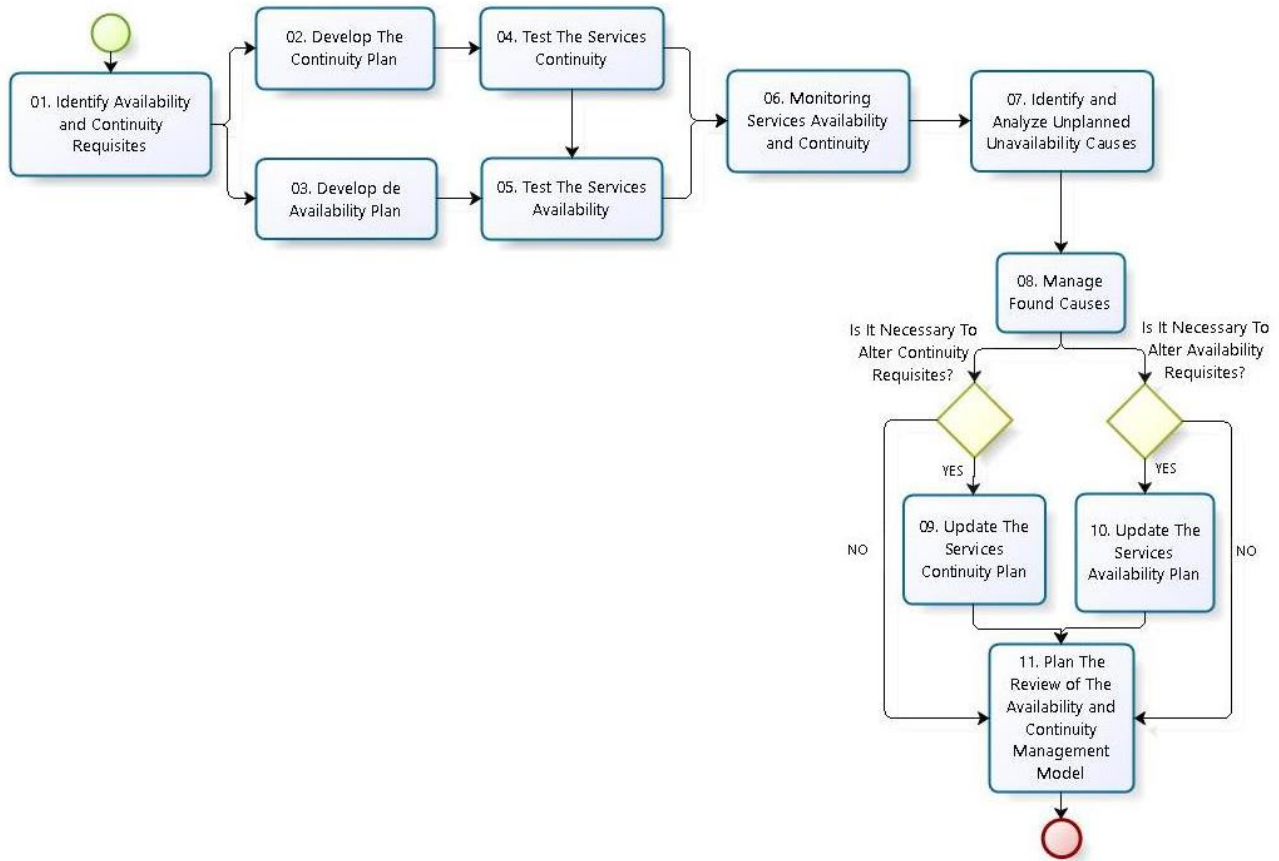 01. Identify Availability
and Continuity
Requisites
02. Develop The
Continuity Plan
03. Develop de
Availability Plan
04. Test The Services
Continuity
05. Test The Services
Availability
06. Monitoring
Services Availability
and Continuity
07. Identify and
Analyze Unplanned
Unavailability Causes
08. Manage
Found Causes
Is It Necessary To
Alter Continuity
Requisites?
Is It Necessary To
Alter Availability
Requisites?
YES
YES
NO
NO
09. Update The
Services
Continuity Plan
10. Update The
Services
Availability Plan
11. Plan The
Review of The
Availability and
Continuity
Management
Model